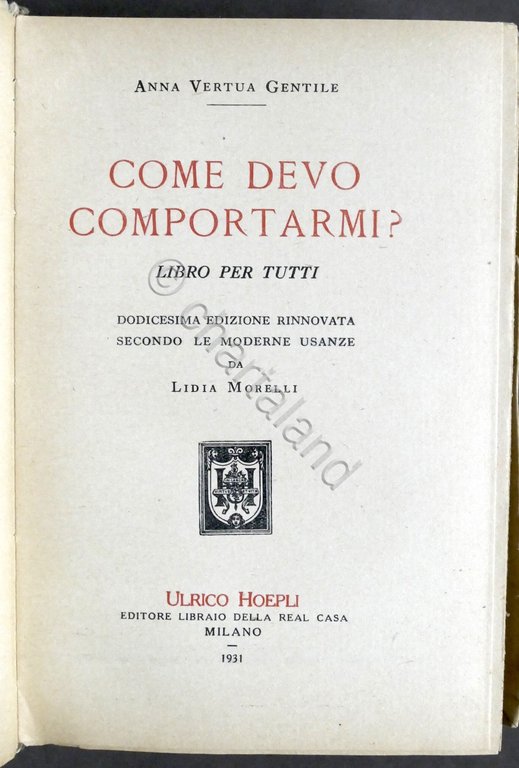 ANNA VERTUA GENTILE
COME DEVO
COMPORTARMI?
LIBRO PER TUTTI
DODICESIMA EDIZIONE RINNOVATA
SECONDO LE MODERNE USANZE
DA
LIDIA MORELLI
ULRICO HOEPLI
EDITORE LIBRAIO DELLA REAL CASA
MILANO
1931
© chartaland